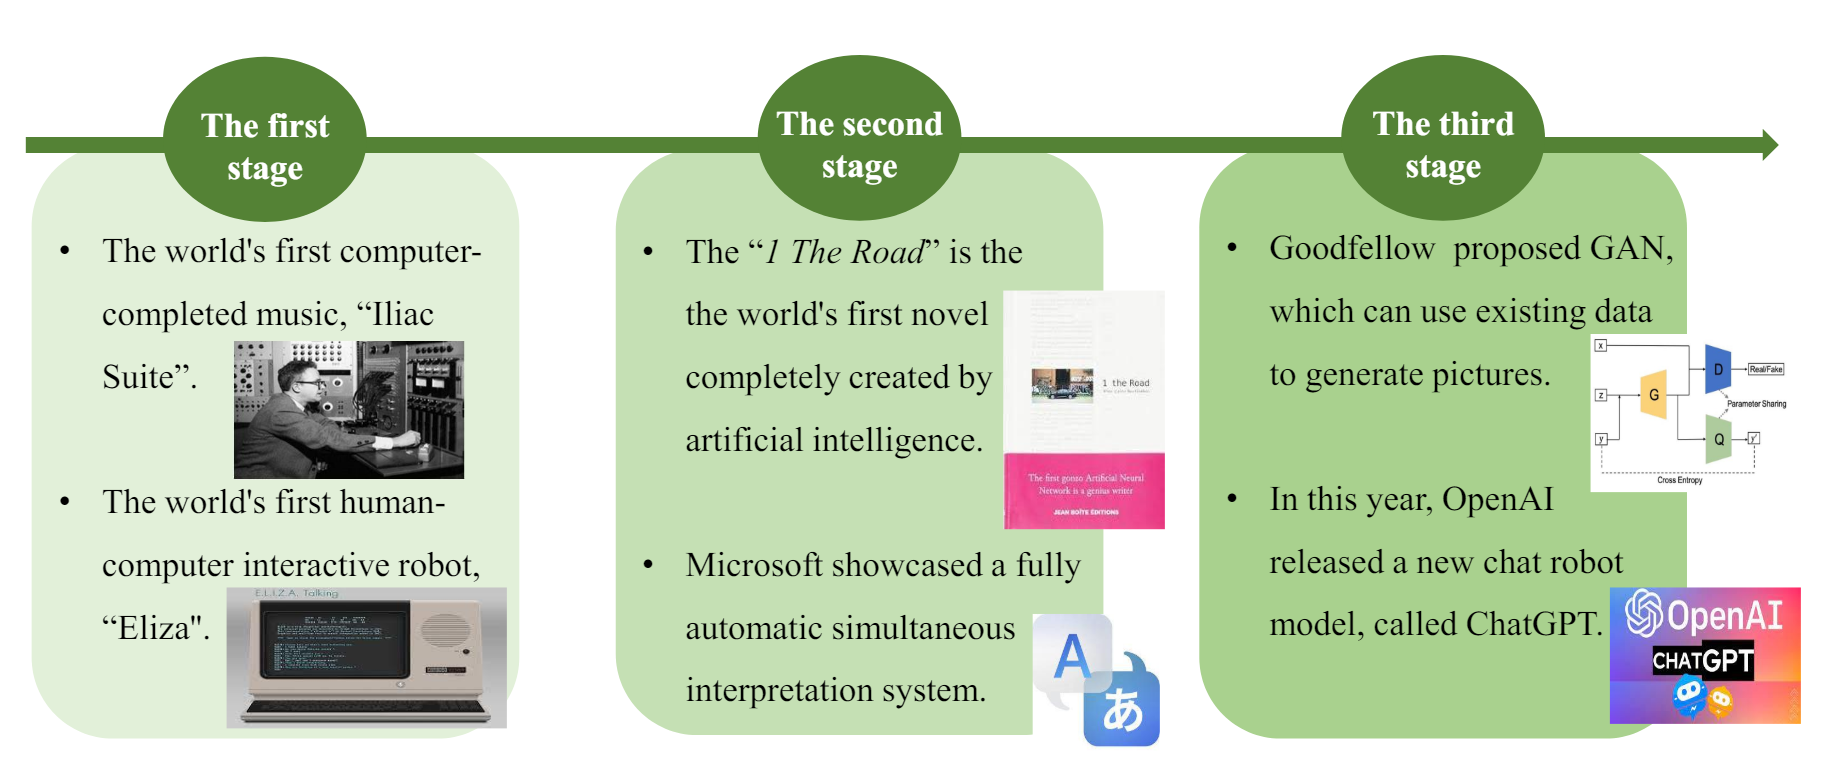 The first
stage
The second
stage
The third
stage
• The world's first computer-
completed music, “Iliac
Suite”.
• The world's first human-
computer interactive robot,
“Eliza".
E.L.I.Z.A. Talking
• The “1 The Road” is the
the world's first novel
completely created by
artificial intelligence.
1 the Road
The first gonzo Artificial Neural
Network is a genius writer
JEAN BOÎTE ÉDITIONS
• Microsoft showcased a fully
automatic simultaneous
interpretation system.
A
あ
• Goodfellow proposed GAN,
which can use existing data
to generate pictures.
x
D
Real/Fake
z
G
Parameter Sharing
y
Q
y'
Cross Entropy
• In this year, OpenAI
released a new chat robot
model, called ChatGPT.
OpenAI
CHATGPT